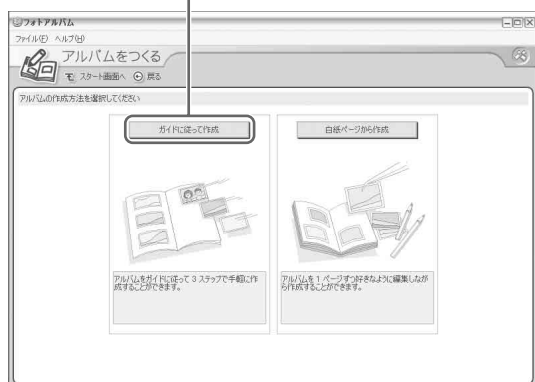 フォトアルバム
ファイル(F) ヘルプ(H)
アルバムをつくる
スタート画面へ 戻る
アルバムの作成方法を選択してください
ガイドに従って作成
白紙ページから作成
アルバムをガイドに従って 3 ステップで手軽に作
成することができます。
アルバムを 1 ページずつ好きなように編集しなが
ら作成することができます。